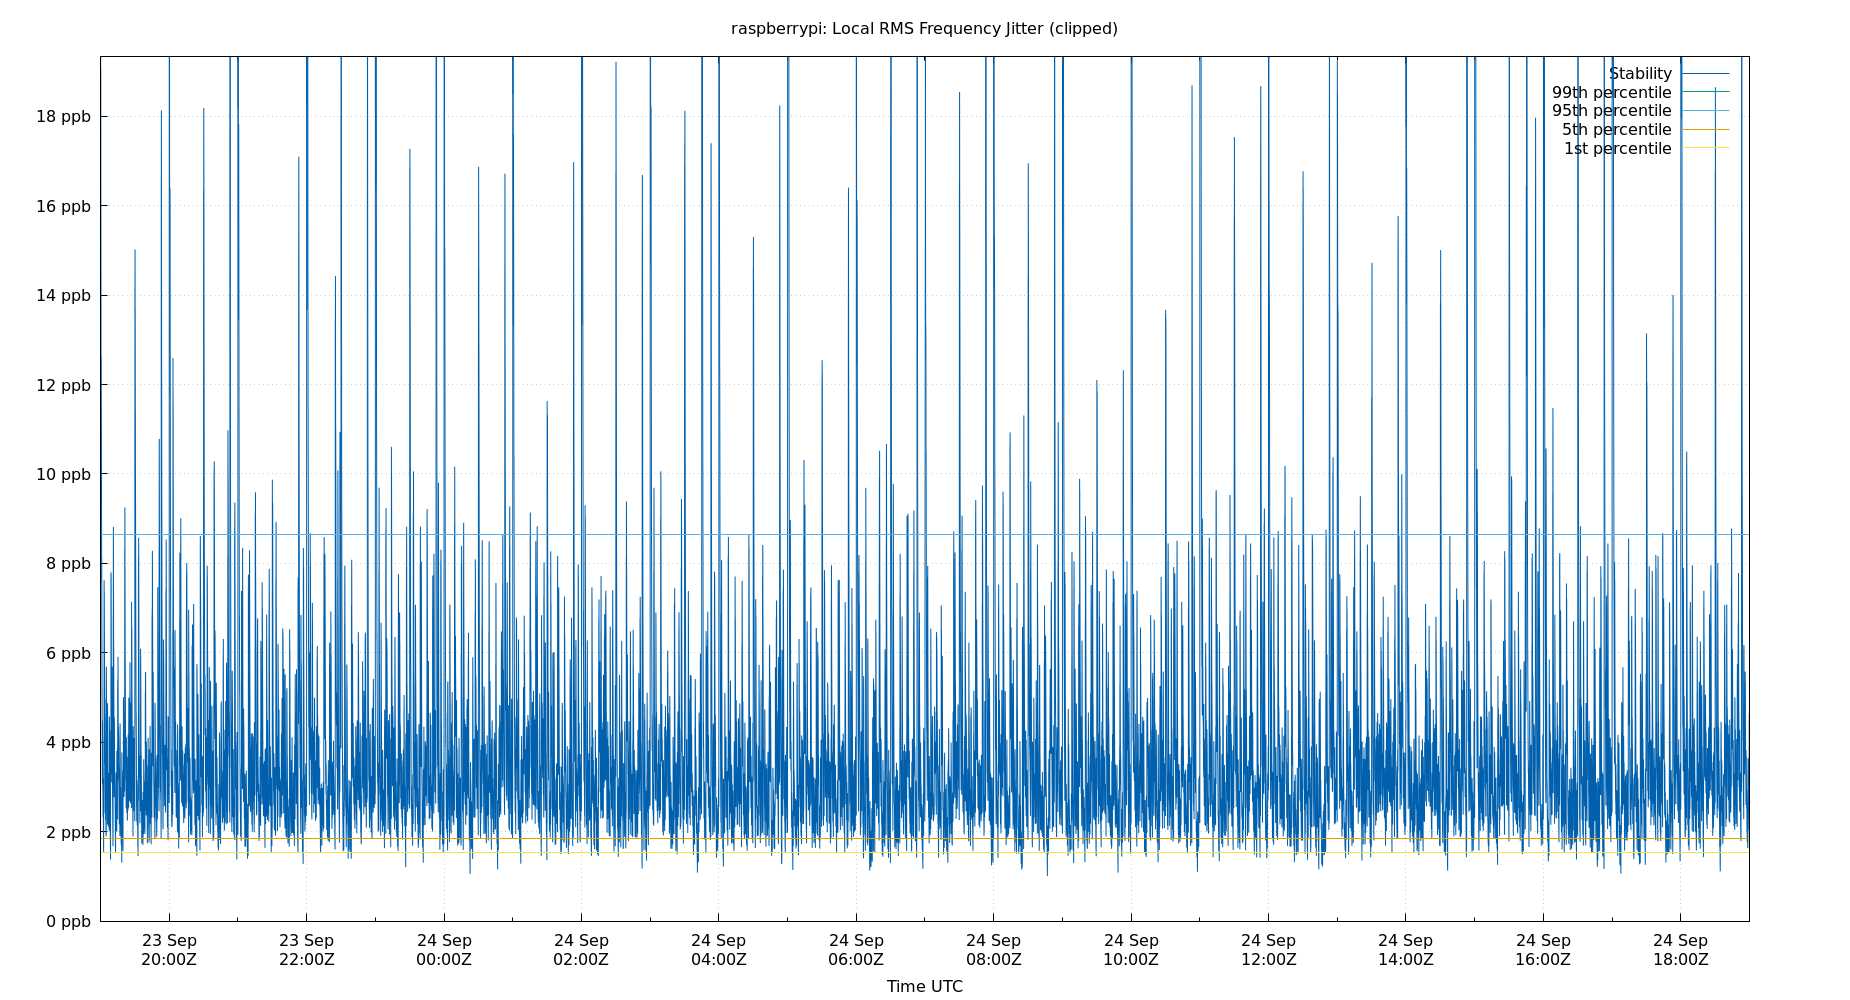 raspberrypi: Local RMS Frequency Jitter (clipped)
Stability
99th percentile
95th percentile
5th percentile
1st percentile
18 ppb
16 ppb
14 ppb
12 ppb
10 ppb
8 ppb
6 ppb
4 ppb
2 ppb
0 ppb
23 Sep 23 Sep 24 Sep 24 Sep 24 Sep 24 Sep 24 Sep 24 Sep 24 Sep 24 Sep 24 Sep 24 Sep
20:00Z 22:00Z 00:00Z 02:00Z 04:00Z 06:00Z 08:00Z 10:00Z 12:00Z 14:00Z 16:00Z 18:00Z
Time UTC